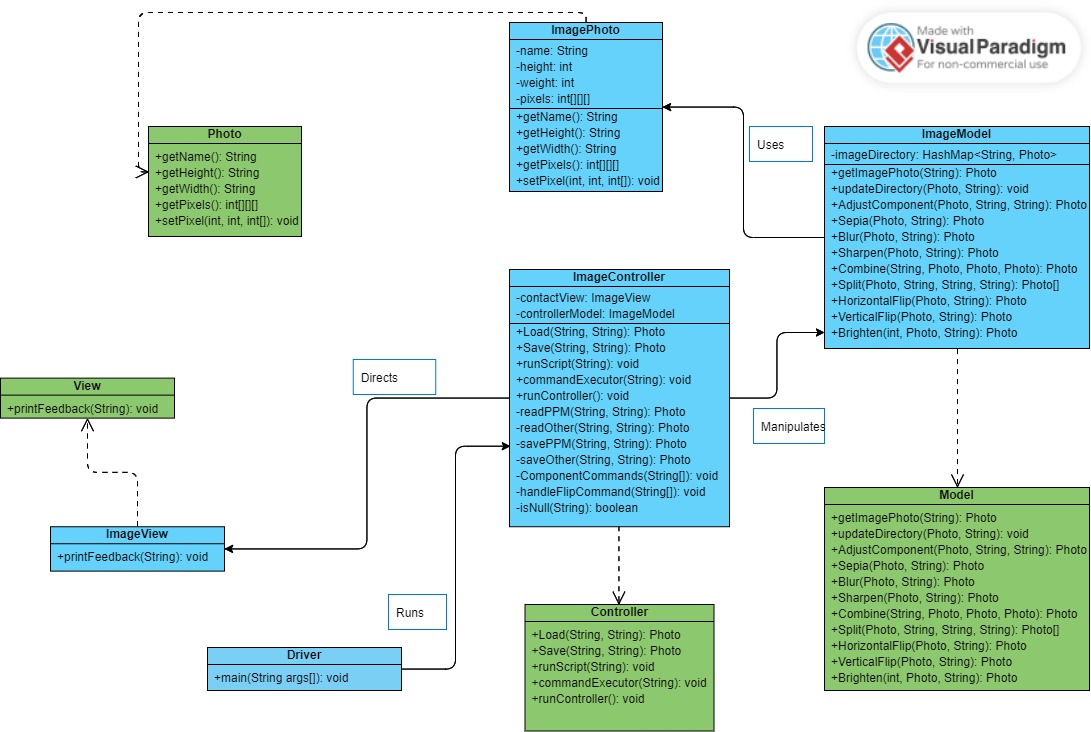 ImagePhoto
-name: String
-height: int
-weight: int
-pixels: int[][][]
+getName(): String
+getHeight(): String
+getWidth(): String
+getPixels(): int[][][]
+setPixel(int, int, int[]): void
Made with
Visual Paradigm
For non-commercial use
Photo
+getName(): String
+getHeight(): String
+getWidth(): String
+getPixels(): int[][][]
+setPixel(int, int, int[]): void
Uses
ImageModel
-imageDirectory: HashMap<String, Photo>
+getImagePhoto(String): Photo
+updateDirectory(Photo, String): void
+AdjustComponent(Photo, String, String): Photo
+Sepia(Photo, String): Photo
+Blur(Photo, String): Photo
+Sharpen(Photo, String): Photo
+Combine(String, Photo, Photo, Photo): Photo
+Split(Photo, String, String, String): Photo[]
+HorizontalFlip(Photo, String): Photo
+VerticalFlip(Photo, String): Photo
+Brighten(int, Photo, String): Photo
ImageController
-contactView: ImageView
-controllerModel: ImageModel
+Load(String, String): Photo
+Save(String, String): Photo
+runScript(String): void
+commandExecutor(String): void
+runController(): void
-readPPM(String, String): Photo
-readOther(String, String): Photo
-savePPM(String, String): Photo
-saveOther(String, String): Photo
-ComponentCommands(String[]): void
-handleFlipCommand(String[]): void
-isNull(String): boolean
Directs
Manipulates
View
+printFeedback(String): void
ImageView
+printFeedback(String): void
Runs
Driver
+main(String args[]): void
Controller
+Load(String, String): Photo
+Save(String, String): Photo
+runScript(String): void
+commandExecutor(String): void
+runController(): void
Model
+getImagePhoto(String): Photo
+updateDirectory(Photo, String): void
+AdjustComponent(Photo, String, String): Photo
+Sepia(Photo, String): Photo
+Blur(Photo, String): Photo
+Sharpen(Photo, String): Photo
+Combine(String, Photo, Photo, Photo): Photo
+Split(Photo, String, String, String): Photo[]
+HorizontalFlip(Photo, String): Photo
+VerticalFlip(Photo, String): Photo
+Brighten(int, Photo, String): Photo